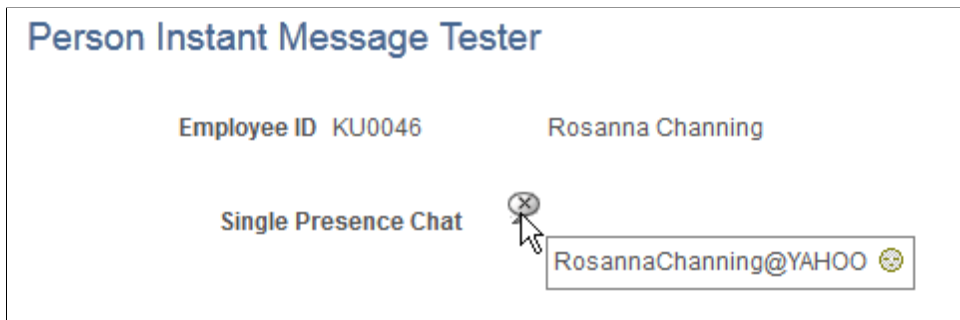 Person Instant Message Tester
Employee ID KU0046 Rosanna Channing
Single Presence Chat
RosannaChanning@YAHOO